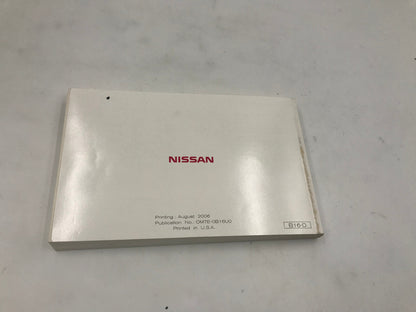 NISSAN
Printing : August 2006
Publication No.: OM7E-0B16U0
Printed in U.S.A.
B16-D